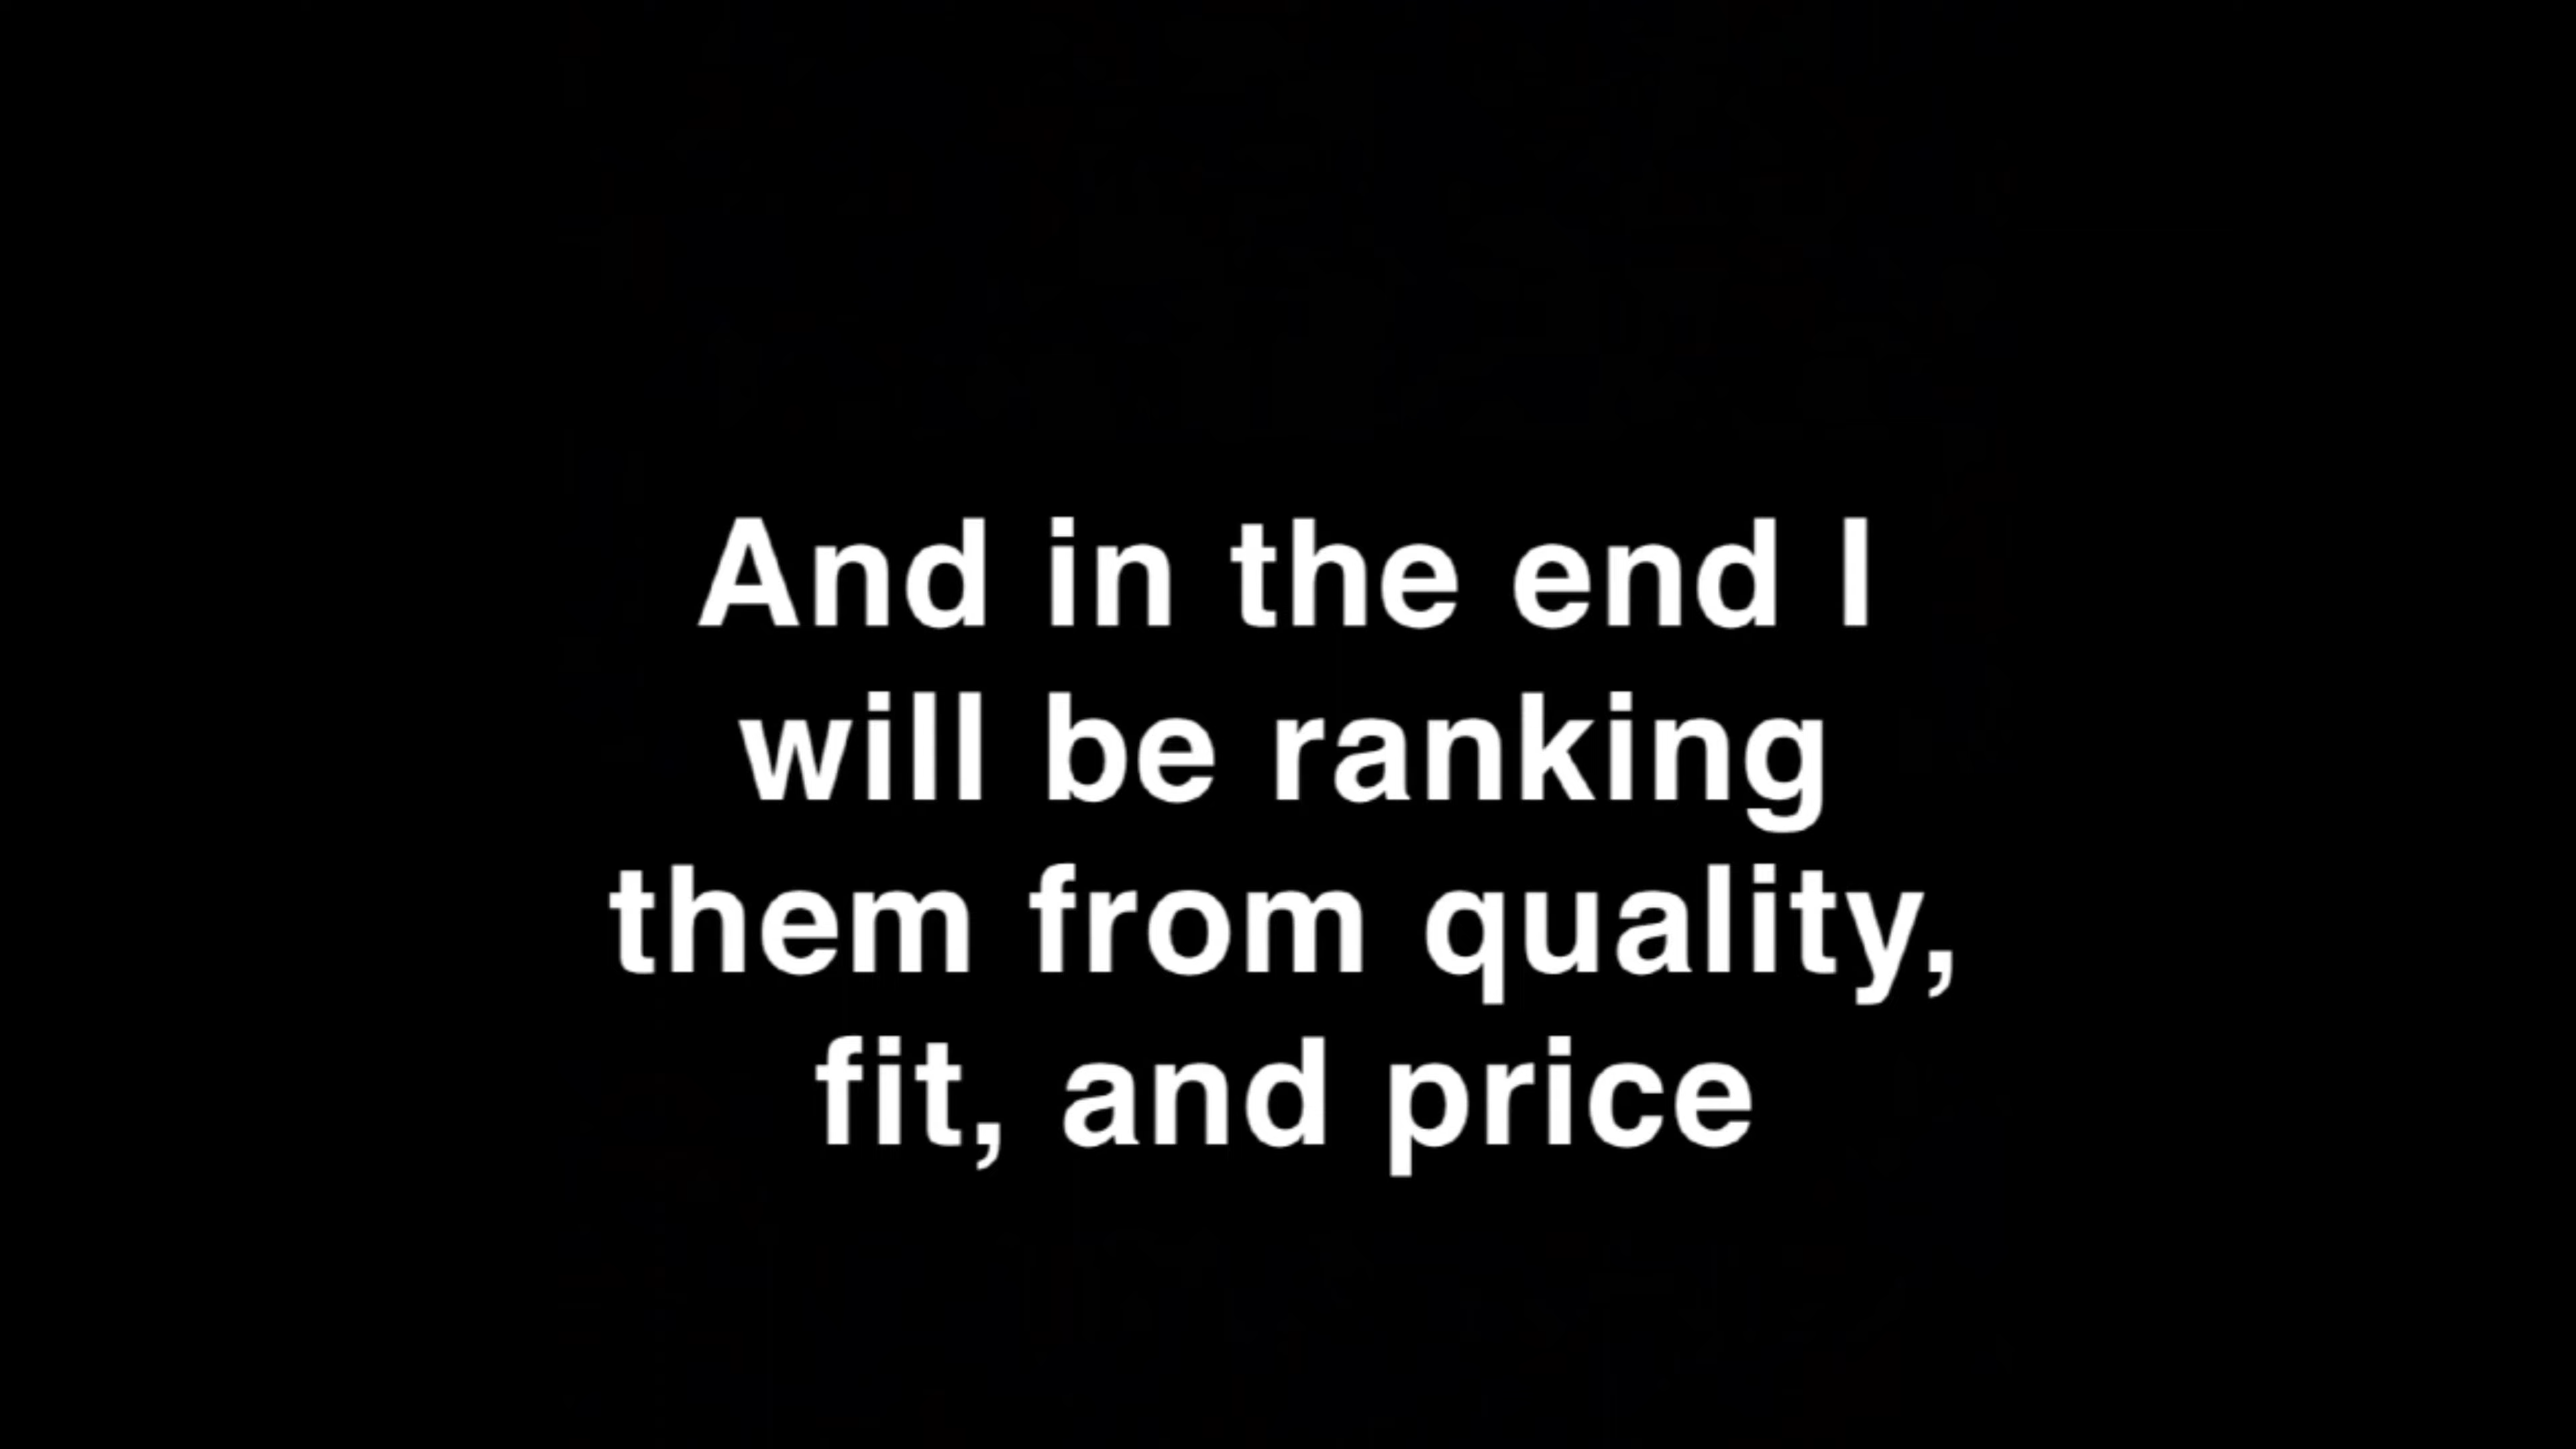 And in the end I
will be ranking
them from quality,
fit, and price